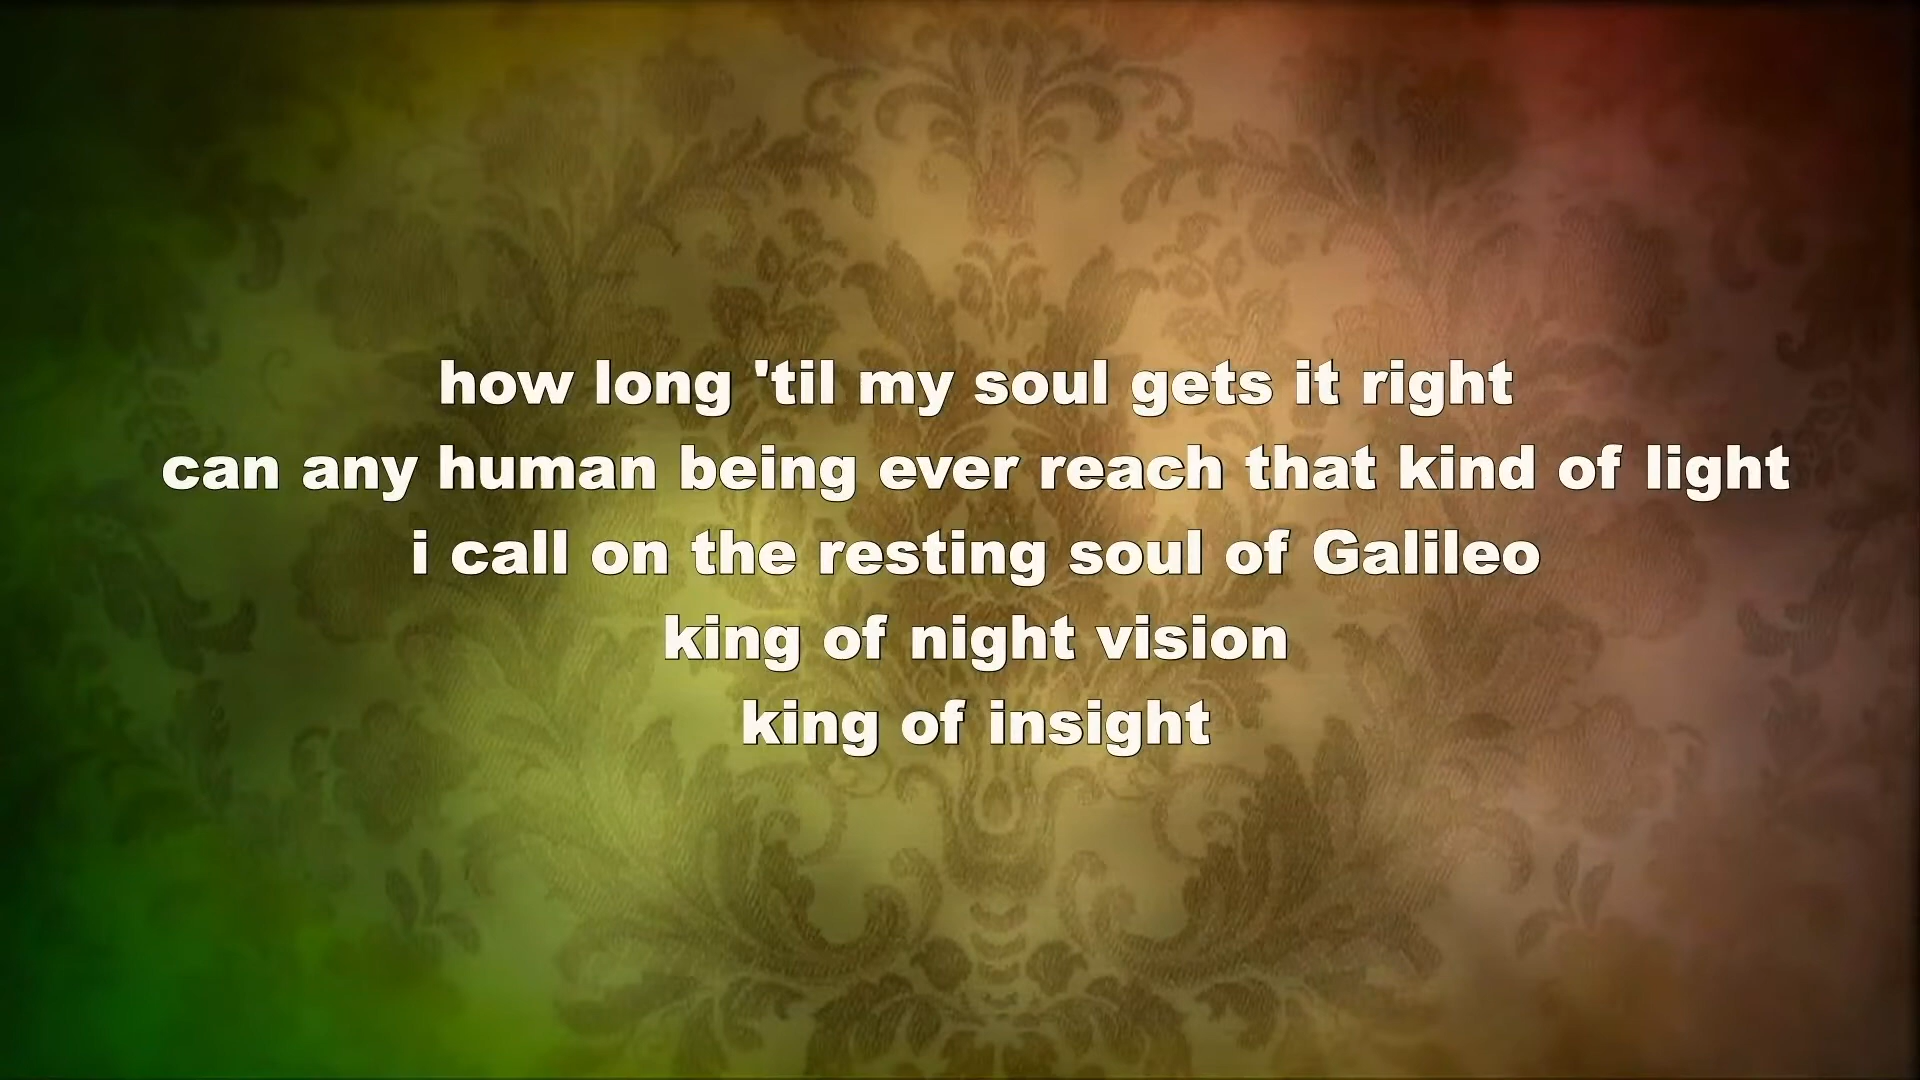 how long 'til my soul gets it right
can any human being ever reach that kind of light
i call on the resting soul of Galileo
king of night vision
king of insight